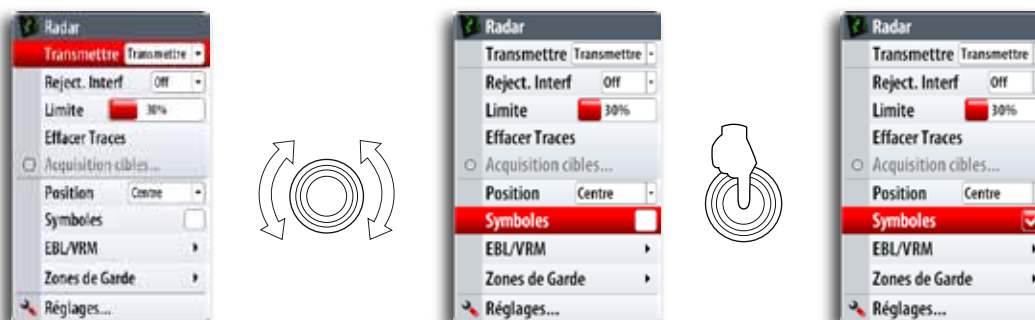 Radar
Transmettre Transmettre
Reject. Interf Off
Limite 30%
Effacer Traces
Acquisition cibles...
Position Centre
Symboles
EBL/VRM
Zones de Garde
Réglages...
Radar
Transmettre Transmettre
Reject. Interf Off
Limite 30%
Effacer Traces
Acquisition cibles...
Position Centre
Symboles
EBL/VRM
Zones de Garde
Réglages...
Radar
Transmettre Transmettre
Reject. Interf Off
Limite 30%
Effacer Traces
Acquisition cibles...
Position Centre
Symboles
EBL/VRM
Zones de Garde
Réglages...